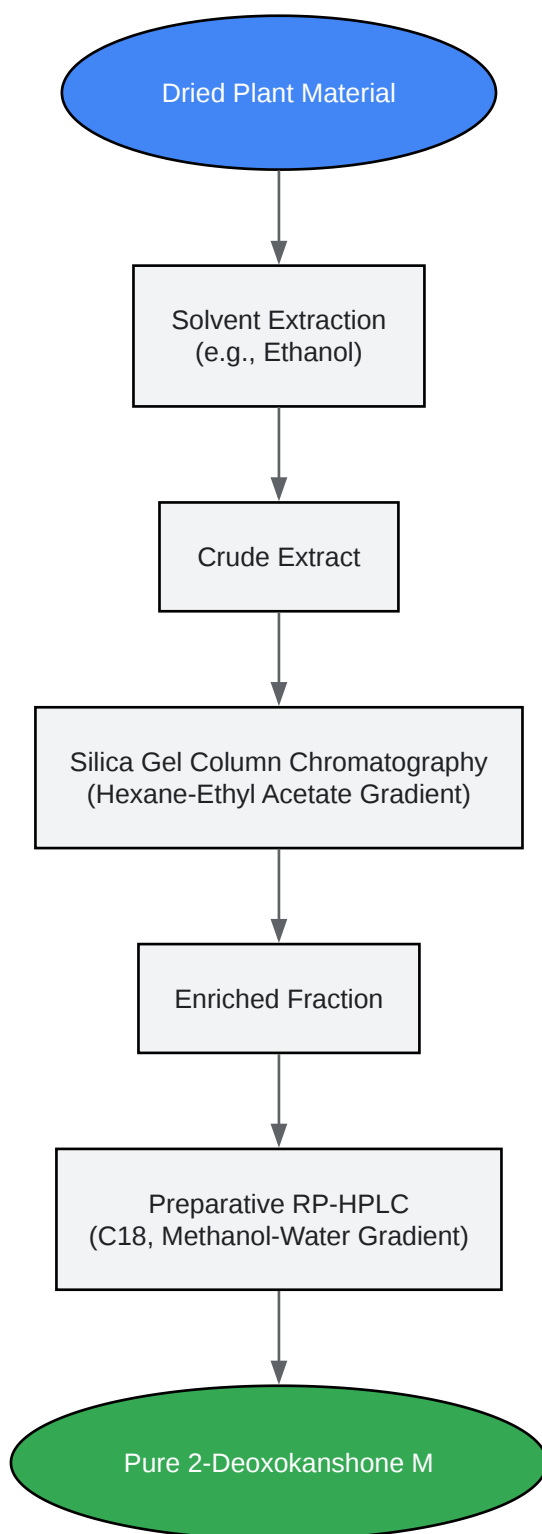 Dried Plant Material
Solvent Extraction
(e.g., Ethanol)
Crude Extract
Silica Gel Column Chromatography
(Hexane-Ethyl Acetate Gradient)
Enriched Fraction
Preparative RP-HPLC
(C18, Methanol-Water Gradient)
Pure 2-Deoxokanshone M